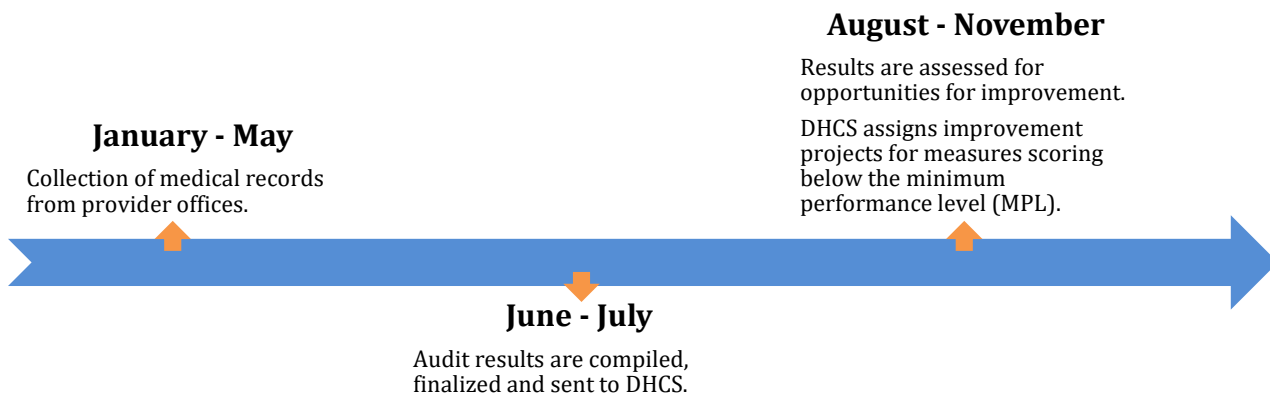 January - May
Collection of medical records
from provider offices.
June - July
Audit results are compiled,
finalized and sent to DHCS.
August - November
Results are assessed for
opportunities for improvement.
DHCS assigns improvement
projects for measures scoring
below the minimum
performance level (MPL).